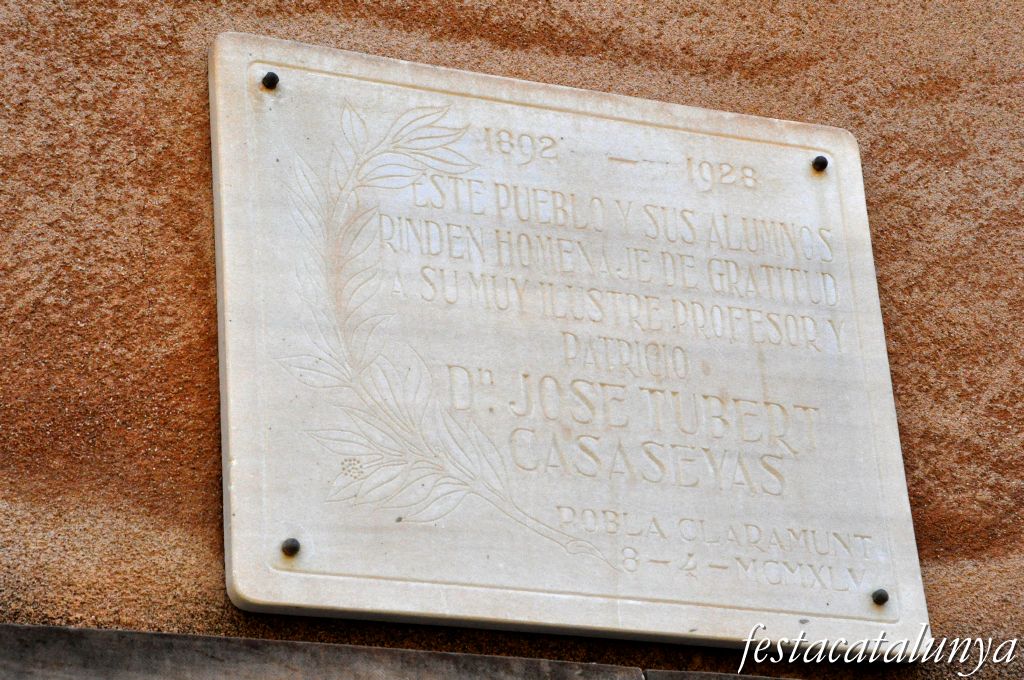 1892 — 1928
ESTE PUEBLO Y SUS ALUMNOS
RINDEN HOMENAJE DE GRATITUD
A SU MUY ILUSTRE PROFESOR Y
PATRICIO
Dn. JOSE TUBERT
CASASEVAS
POBLA CLARAMUNT
8-4-MCMXLV
festacatalunya